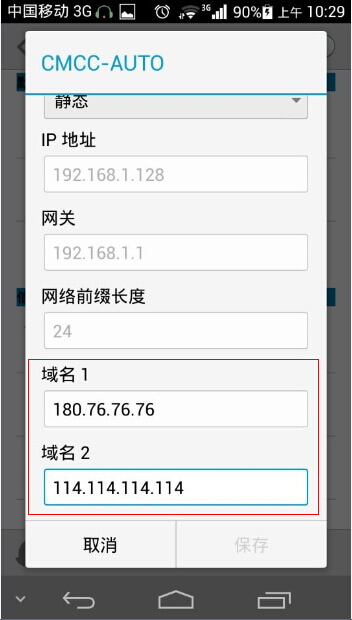 中国移动 3G 3G 90% 上午 10:29
CMCC-AUTO
静态
IP 地址
192.168.1.128
网关
192.168.1.1
网络前缀长度
24
域名 1
180.76.76.76
域名 2
114.114.114.114
取消 保存